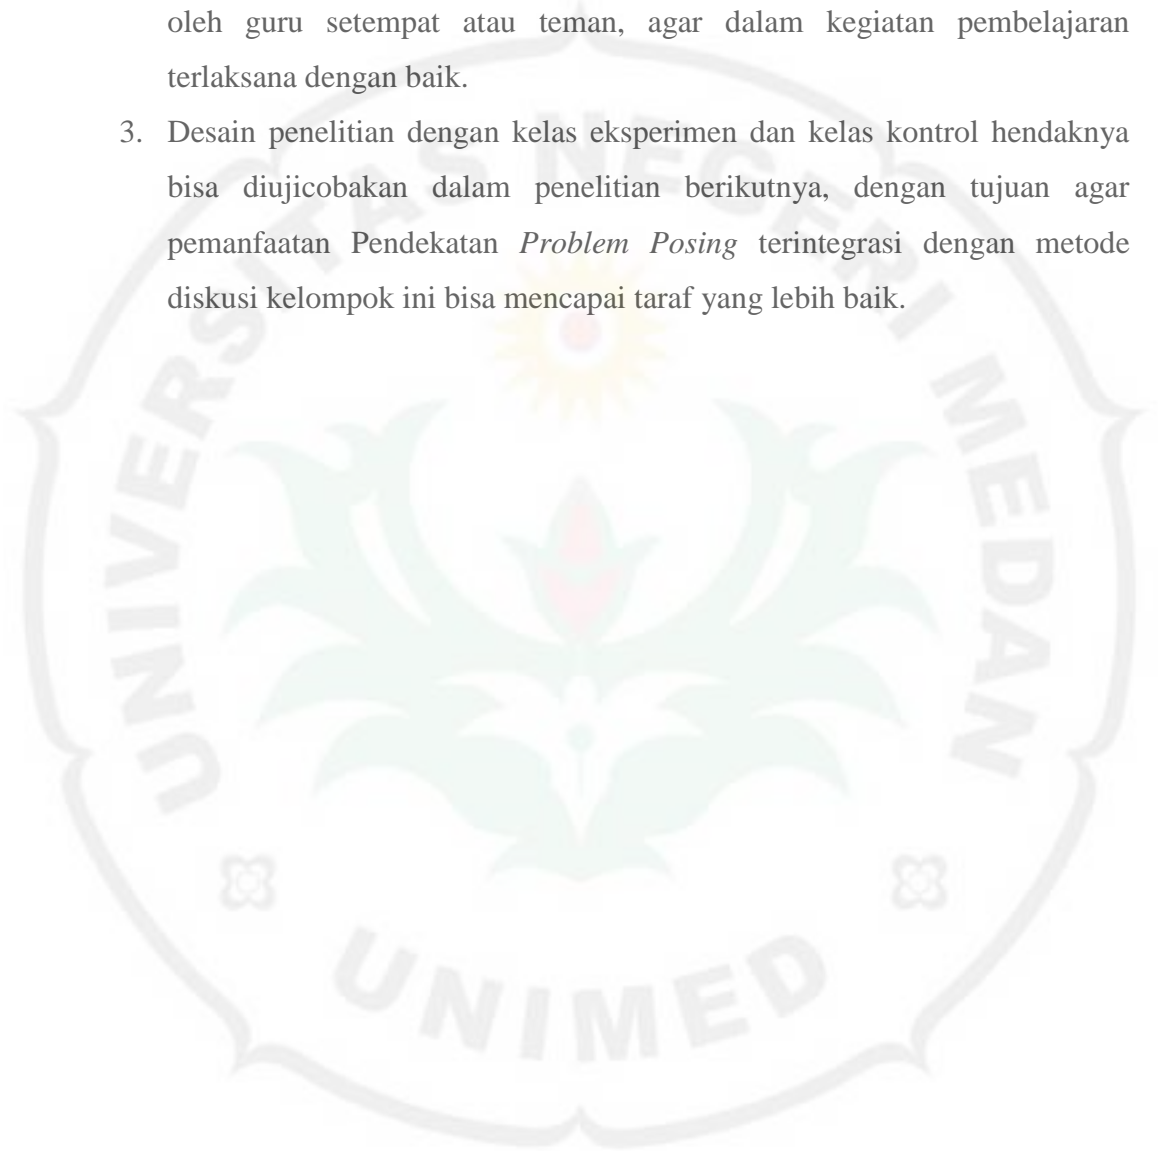 oleh guru setempat atau teman, agar dalam kegiatan pembelajaran
terlaksana dengan baik.
3. Desain penelitian dengan kelas eksperimen dan kelas kontrol hendaknya
bisa diujicobakan dalam penelitian berikutnya, dengan tujuan agar
pemanfaatan Pendekatan Problem Posing terintegrasi dengan metode
diskusi kelompok ini bisa mencapai taraf yang lebih baik.
UNIVERSITAS NEGERI MEDAN
UNIMED